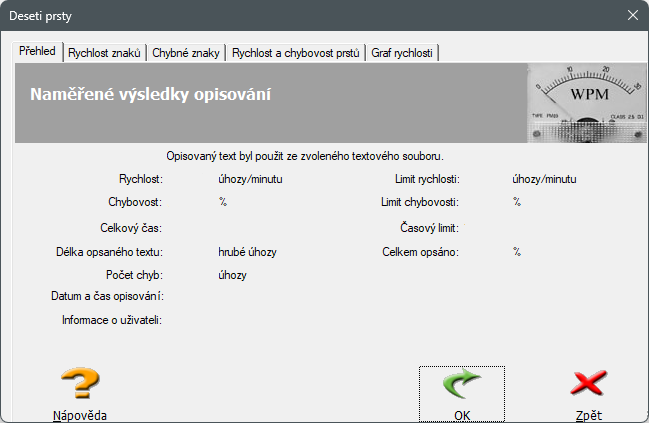 Deseti prsty
Přehled Rychlost znaků Chybné znaky Rychlost a chybovost prstů Graf rychlosti
Naměřené výsledky opisování
0 10 20 30
WPM
TYPE PM89 CLASS 2.5 DJ
Opisovaný text byl použit ze zvoleného textového souboru.
Rychlost: úhozy/minutu Limit rychlosti: úhozy/minutu
Chybovost: % Limit chybovosti: %
Celkový čas: Časový limit:
Délka opsaného textu: hrubé úhozy Celkem opsáno: %
Počet chyb: úhozy
Datum a čas opisování:
Informace o uživateli:
Nápověda OK Zpět